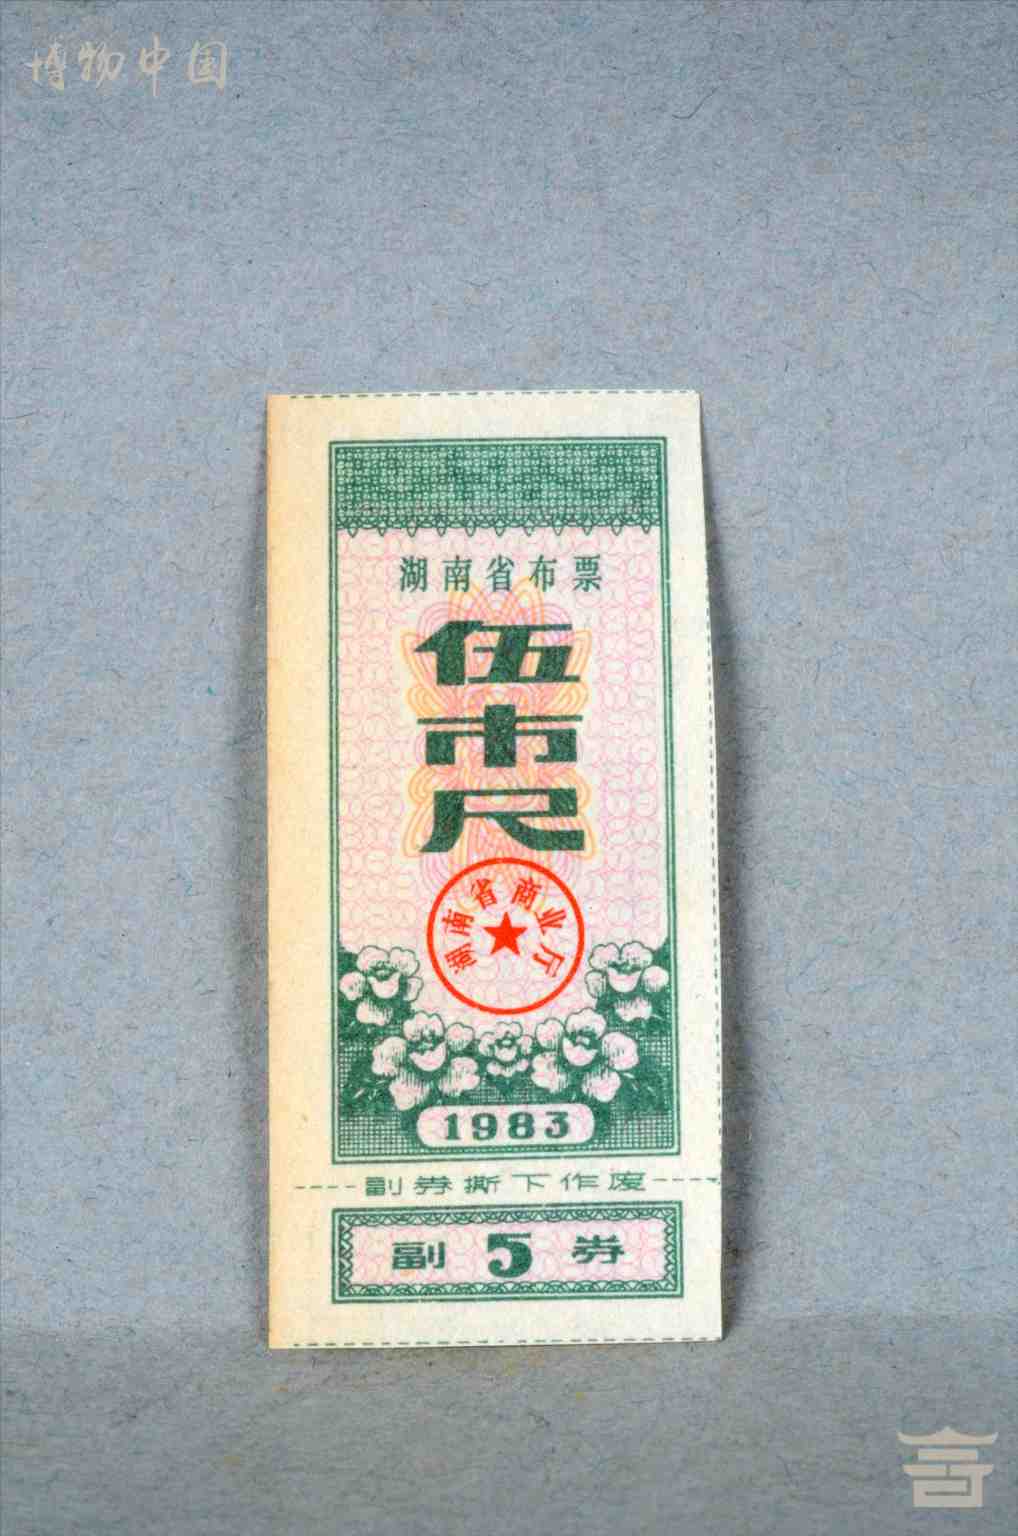 博物中国
湖南省布票
伍
市
尺
湖南省商业厅
1983
副券撕下作废
副 5 券